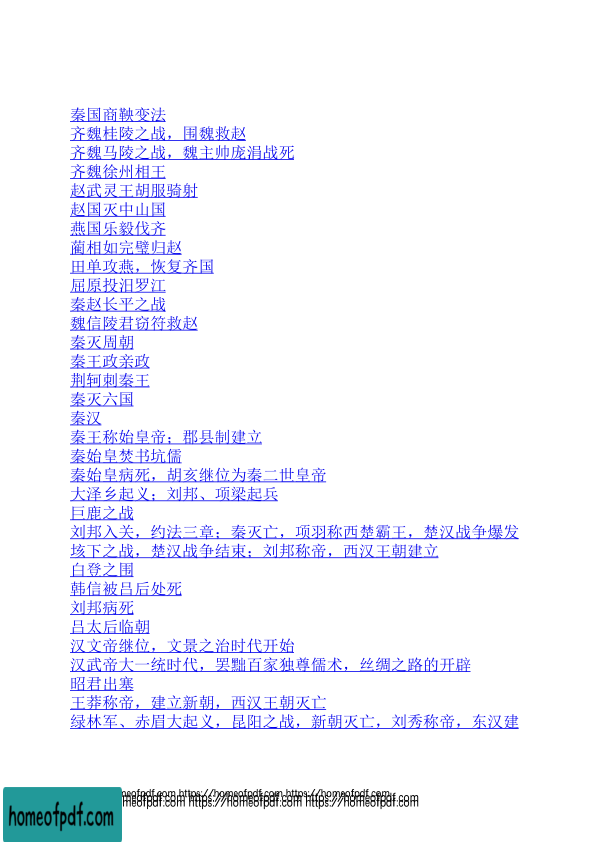 秦国商鞅变法
齐魏桂陵之战，围魏救赵
齐魏马陵之战，魏主帅庞涓战死
齐魏徐州相王
赵武灵王胡服骑射
赵国灭中山国
燕国乐毅伐齐
蔺相如完璧归赵
田单攻燕，恢复齐国
屈原投汨罗江
秦赵长平之战
魏信陵君窃符救赵
秦灭周朝
秦王政亲政
荆轲刺秦王
秦灭六国
秦汉
秦王称始皇帝；郡县制建立
秦始皇焚书坑儒
秦始皇病死，胡亥继位为秦二世皇帝
大泽乡起义；刘邦、项梁起兵
巨鹿之战
刘邦入关，约法三章；秦灭亡，项羽称西楚霸王，楚汉战争爆发
垓下之战，楚汉战争结束；刘邦称帝，西汉王朝建立
白登之围
韩信被吕后处死
刘邦病死
吕太后临朝
汉文帝继位，文景之治时代开始
汉武帝大一统时代，罢黜百家独尊儒术，丝绸之路的开辟
昭君出塞
王莽称帝，建立新朝，西汉王朝灭亡
绿林军、赤眉大起义，昆阳之战，新朝灭亡，刘秀称帝，东汉建
meofpdf.com https://homeofpdf.com https://homeofpdf.com
meofpdf.com https://homeofpdf.com https://homeofpdf.com
homeofpdf.com